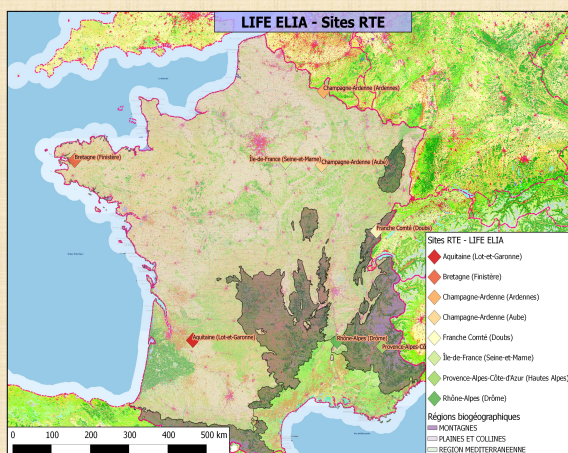 LIFE ELIA - Sites RTE
Champagne-Ardenne (Ardennes)
Bretagne (Finistère)
Île-de-France (Seine-et-Marne)
Champagne-Ardenne (Aube)
Franche Comté (Doubs)
Aquitaine (Lot-et-Garonne)
Rhône-Alpes (Drôme)
Provence-Alpes-Cô
Sites RTE - LIFE ELIA
Aquitaine (Lot-et-Garonne)
Bretagne (Finistère)
Champagne-Ardenne (Ardennes)
Champagne-Ardenne (Aube)
Franche Comté (Doubs)
Île-de-France (Seine-et-Marne)
Provence-Alpes-Côte-d'Azur (Hautes Alpes)
Rhône-Alpes (Drôme)
Régions biogéographiques
MONTAGNES
PLAINES ET COLLINES
REGION MEDITERRANEENNE
0 100 200 300 400 500 km